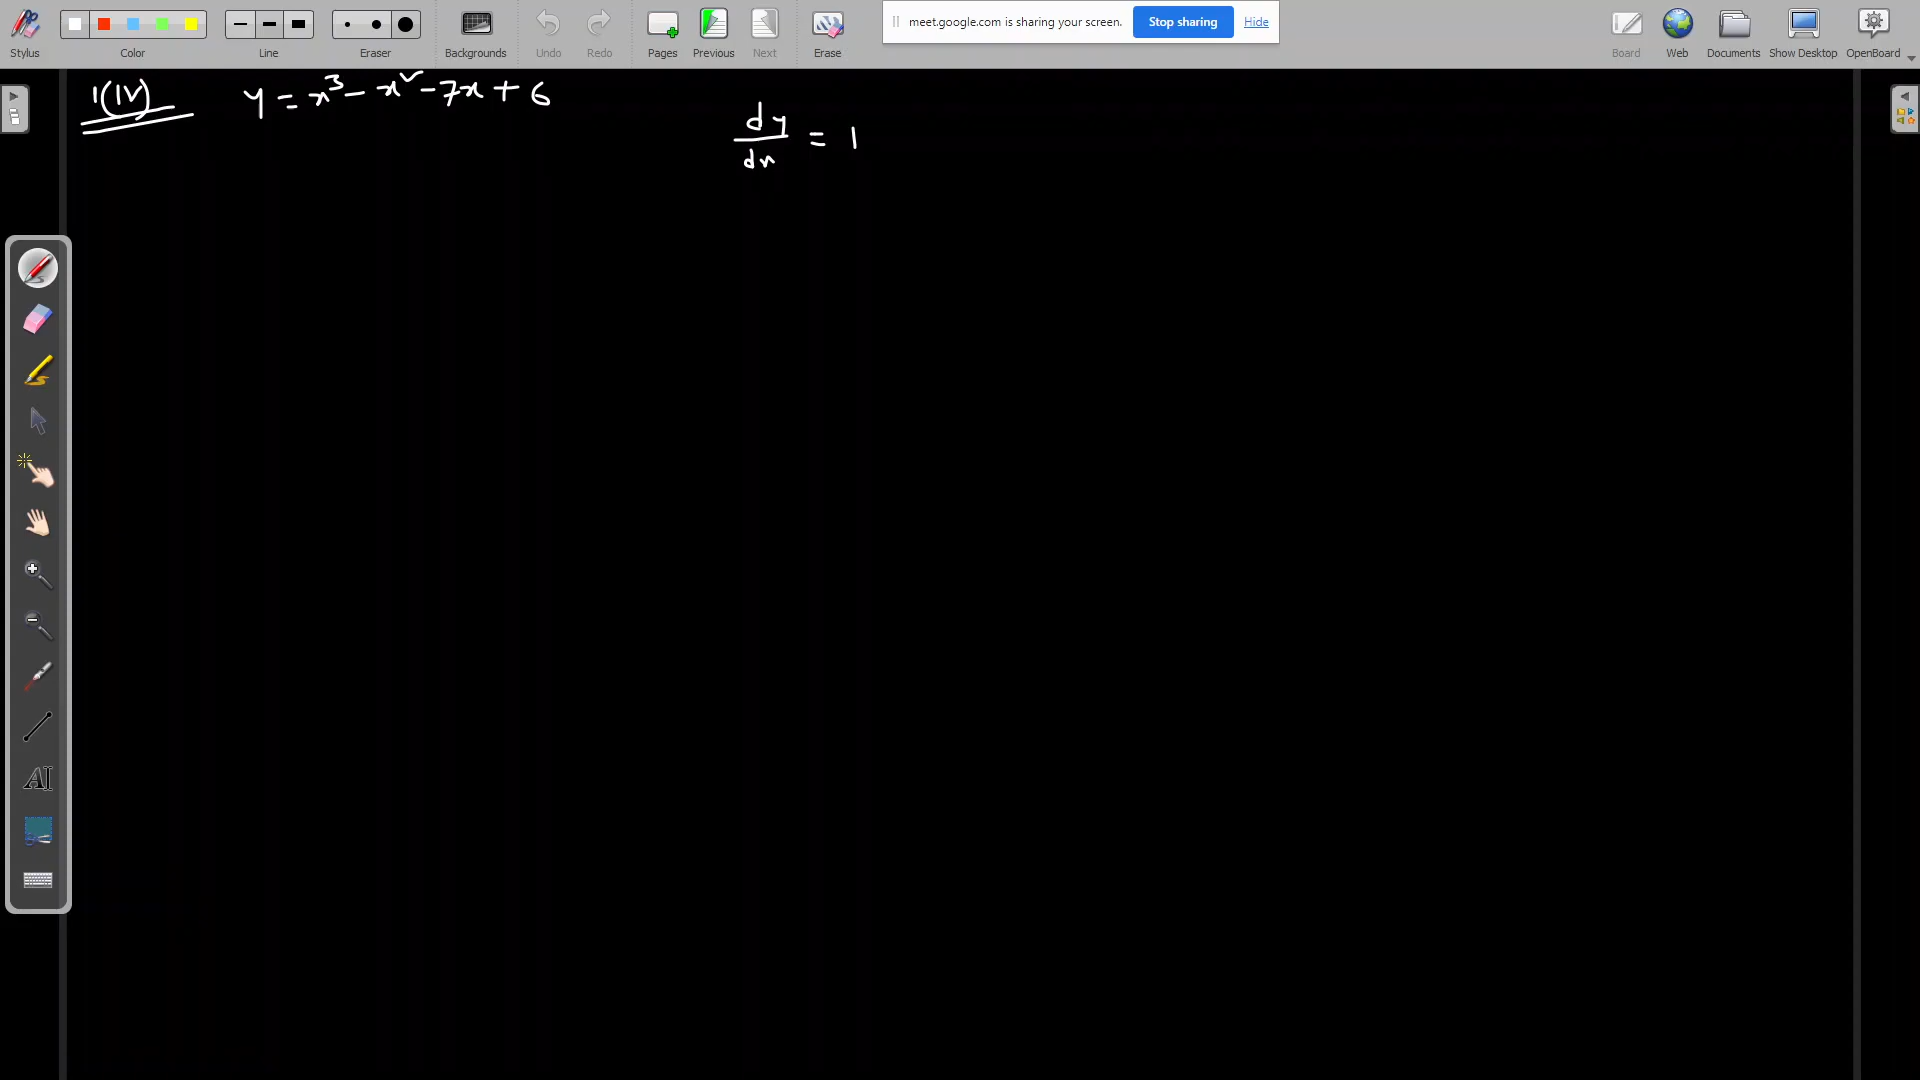 meet.google.com is sharing your screen. Stop sharing Hide
Stylus Color Line Eraser Backgrounds Undo Redo Pages Previous Next Erase Board Web Documents Show Desktop OpenBoard
1(IV) y = x³ - x² - 7x + 6
dy/dx = 1
AI